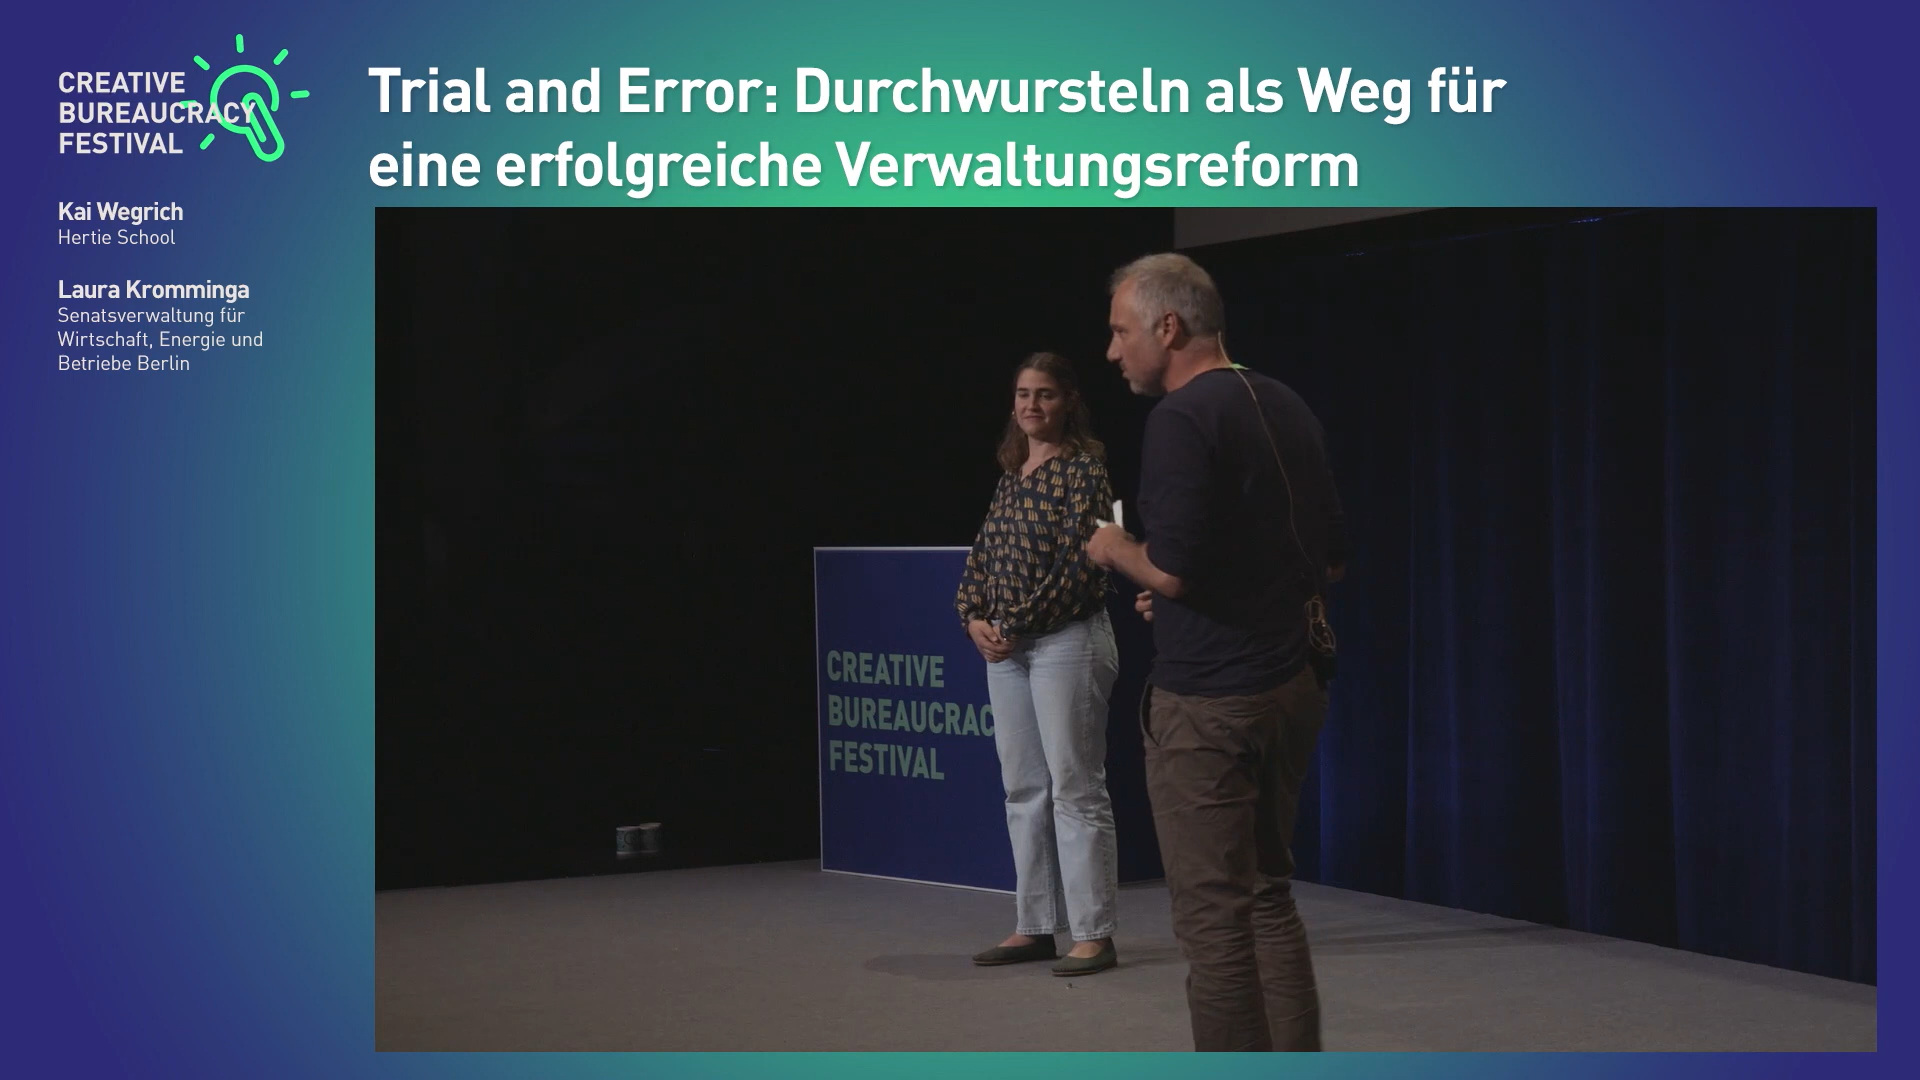 CREATIVE
BUREAUCRACY
FESTIVAL
Trial and Error: Durchwursteln als Weg für
eine erfolgreiche Verwaltungsreform
Kai Wegrich
Hertie School
Laura Kromminga
Senatsverwaltung für
Wirtschaft, Energie und
Betriebe Berlin
CREATIVE
BUREAUCRAC
FESTIVAL